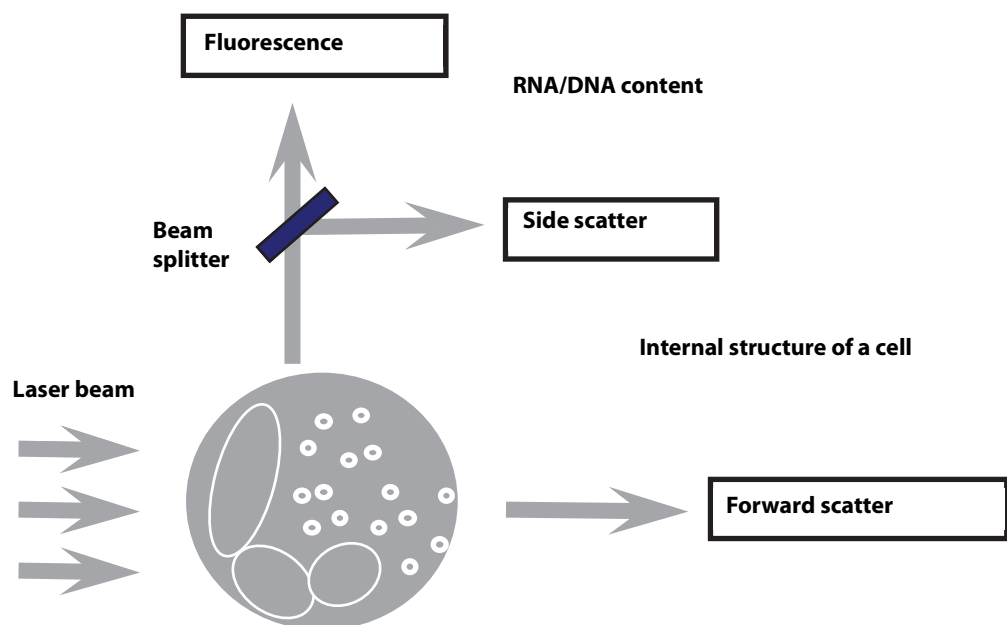 Fluorescence
RNA/DNA content
Side scatter
Beam
splitter
Internal structure of a cell
Laser beam
Forward scatter